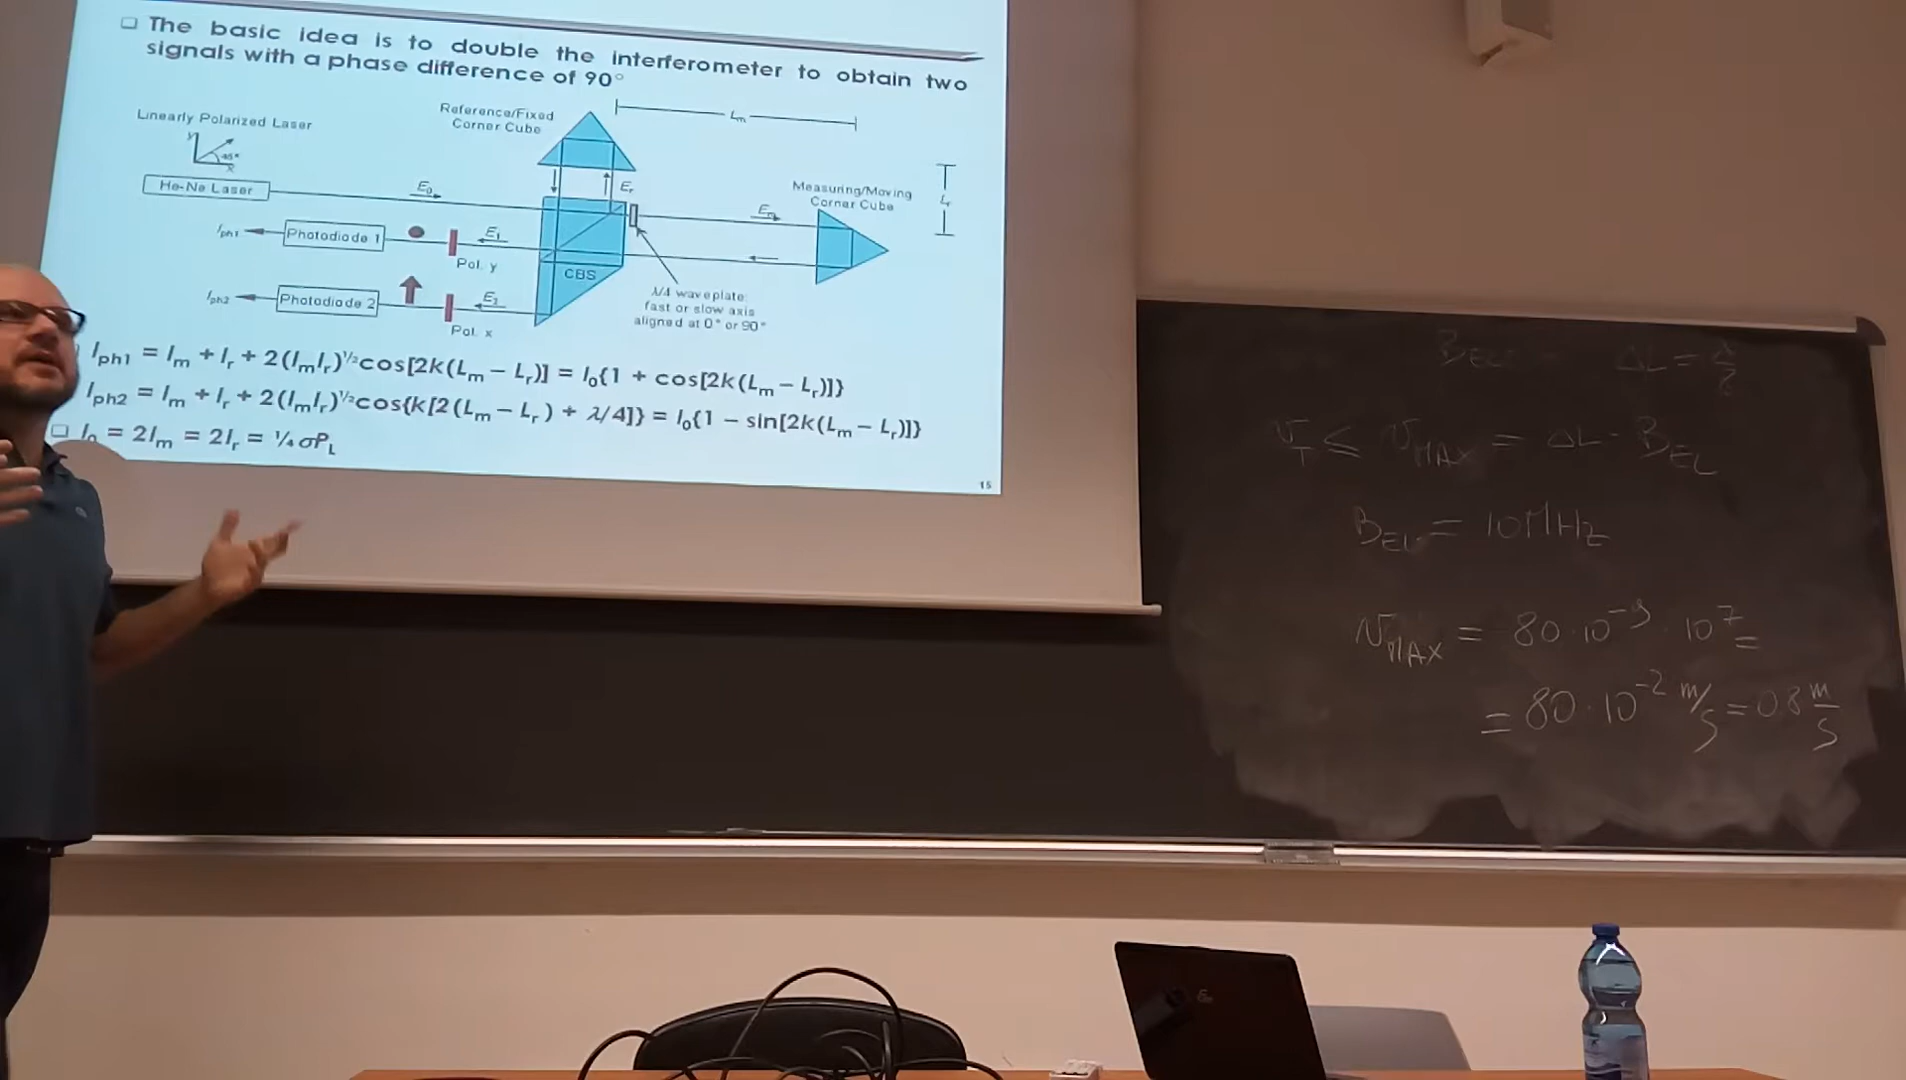 ❑ The basic idea is to double the interferometer to obtain two
signals with a phase difference of 90°
Linearly Polarized Laser
y
45°
x
Reference/Fixed
Corner Cube
Lm
He-Ne Laser
E0
Er
Em
Measuring/Moving
Corner Cube
Lr
Iph1
Photodiode 1
E1
Pol. y
CBS
Iph2
Photodiode 2
E2
Pol. x
λ/4 waveplate:
fast or slow axis
aligned at 0° or 90°
Iph1 = Im + Ir + 2(ImIr)^½cos[2k(Lm – Lr)] = I0{1 + cos[2k(Lm – Lr)]}
Iph2 = Im + Ir + 2(ImIr)^½cos{k[2(Lm – Lr) + λ/4]} = I0{1 – sin[2k(Lm – Lr)]}
❑ I0 = 2Im = 2Ir = ¼σPL
15
ΔL =
≤ vMAX = ΔL · BEL
BEL = 10MHz
vMAX = 80·10^-9 · 10^7 =
= 80·10^-2 m/s = 0.8 m/s